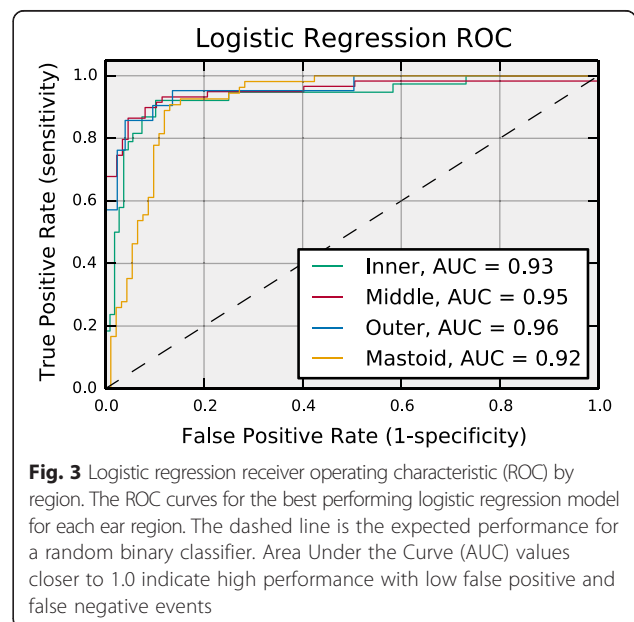 Logistic Regression ROC
1.0
0.8
0.6
0.4
0.2
0.0
True Positive Rate (sensitivity)
Inner, AUC = 0.93
Middle, AUC = 0.95
Outer, AUC = 0.96
Mastoid, AUC = 0.92
0.0 0.2 0.4 0.6 0.8 1.0
False Positive Rate (1-specificity)
Fig. 3 Logistic regression receiver operating characteristic (ROC) by
region. The ROC curves for the best performing logistic regression model
for each ear region. The dashed line is the expected performance for
a random binary classifier. Area Under the Curve (AUC) values
closer to 1.0 indicate high performance with low false positive and
false negative events